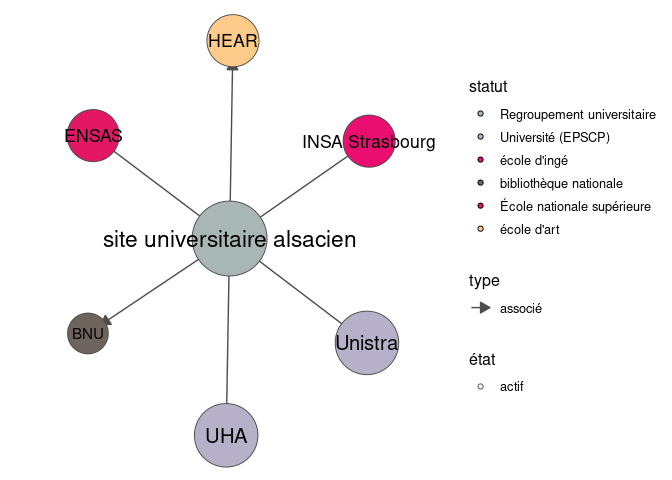 HEAR
ENSAS
INSA Strasbourg
site universitaire alsacien
BNU
Unistra
UHA
statut
Regroupement universitaire
Université (EPSCP)
école d'ingé
bibliothèque nationale
École nationale supérieure
école d'art
type
associé
état
actif